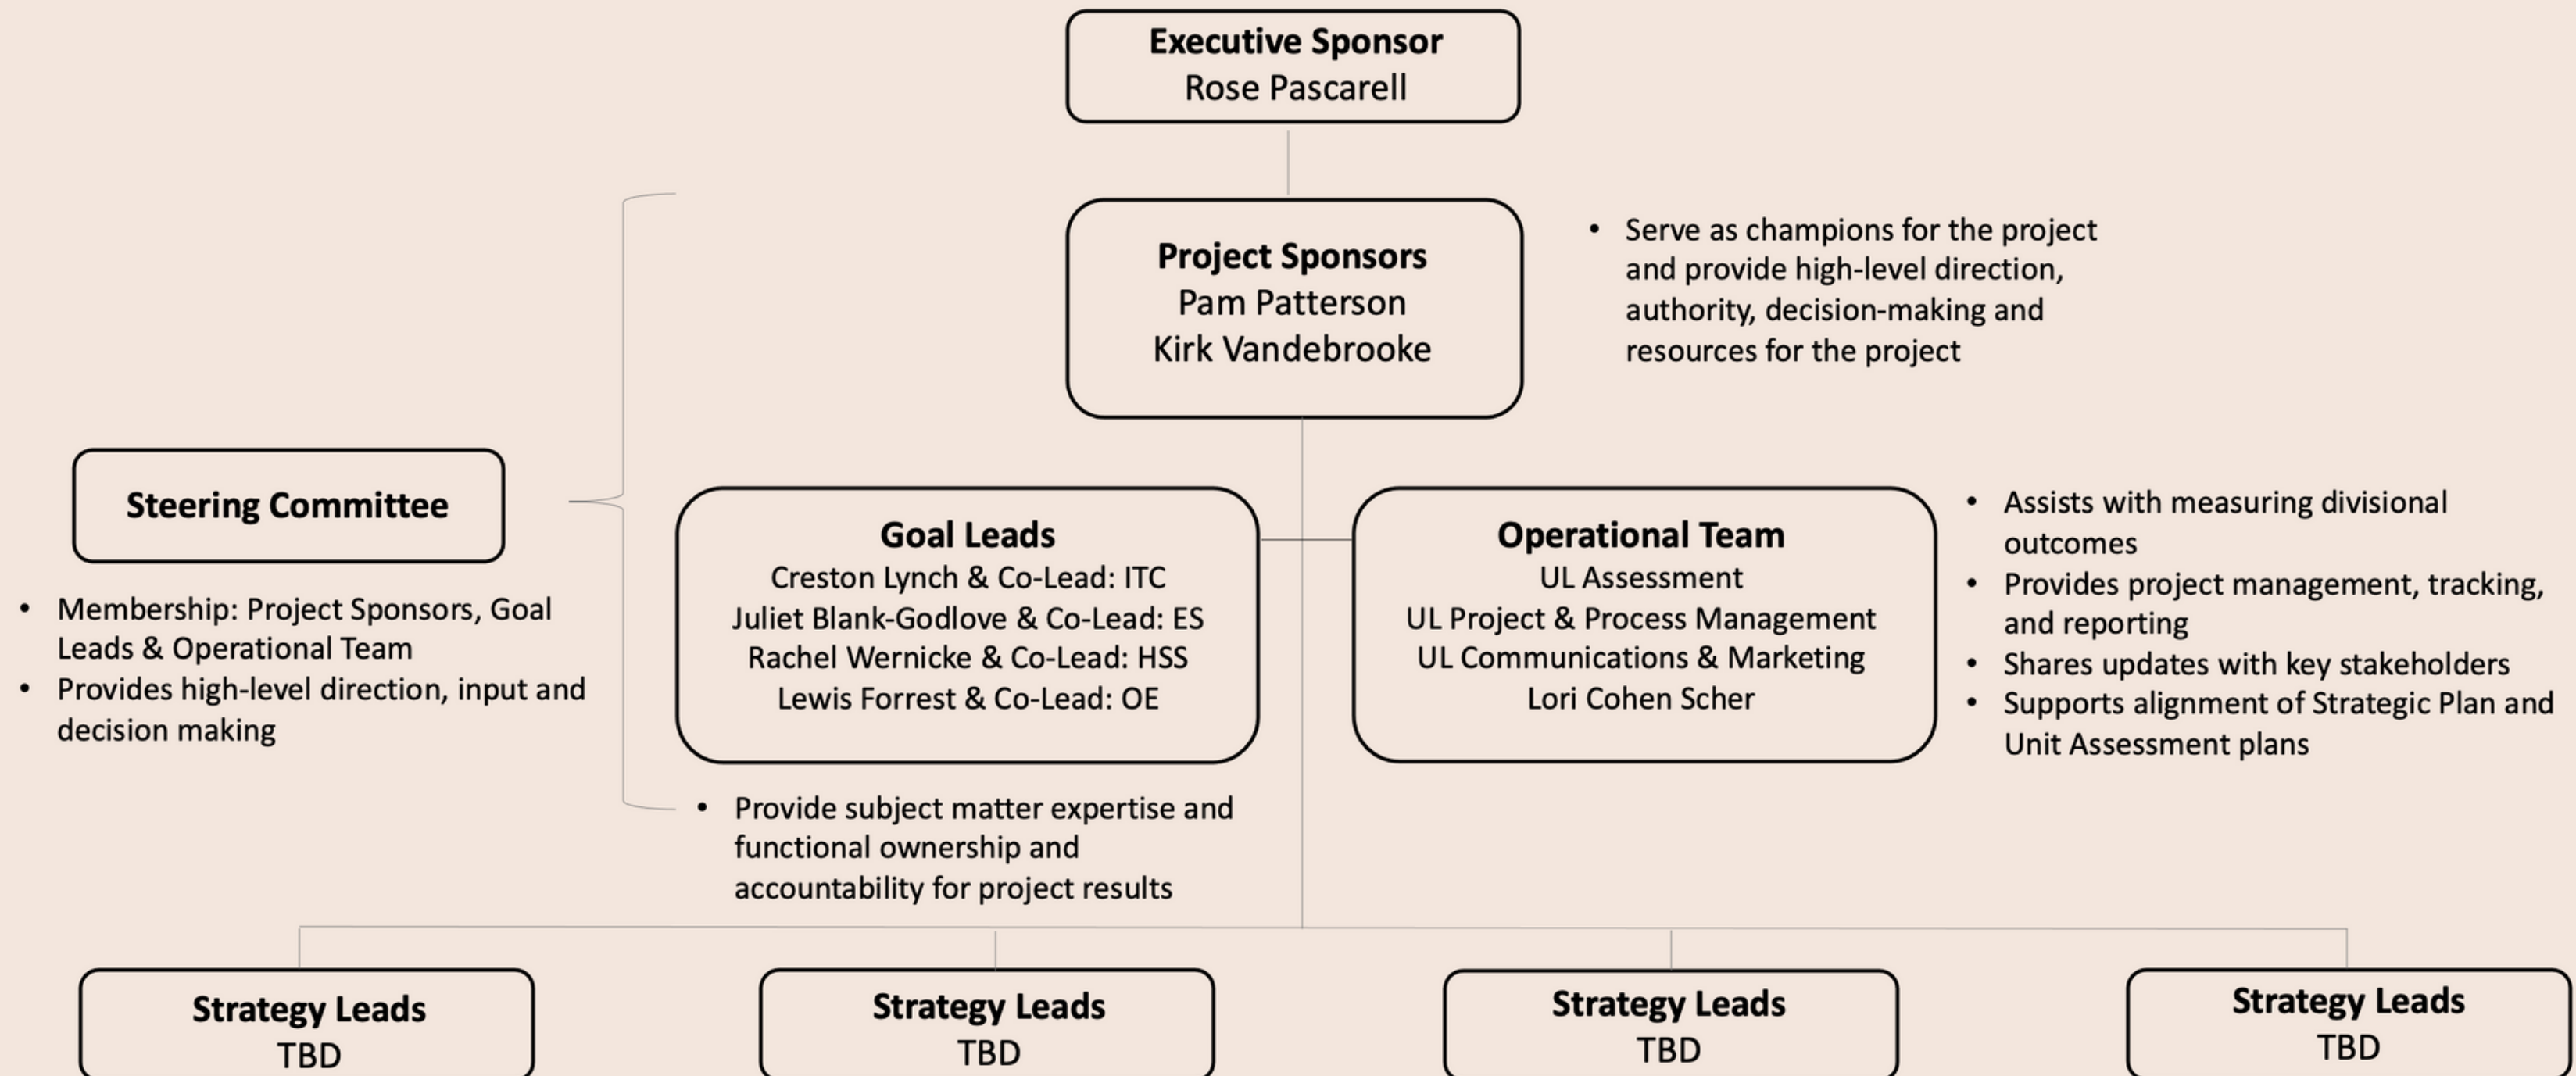 Executive Sponsor
Rose Pascarell
Project Sponsors
Pam Patterson
Kirk Vandebrooke
• Serve as champions for the project
and provide high-level direction,
authority, decision-making and
resources for the project
Steering Committee
• Membership: Project Sponsors, Goal
Leads & Operational Team
• Provides high-level direction, input and
decision making
Goal Leads
Creston Lynch & Co-Lead: ITC
Juliet Blank-Godlove & Co-Lead: ES
Rachel Wernicke & Co-Lead: HSS
Lewis Forrest & Co-Lead: OE
• Provide subject matter expertise and
functional ownership and
accountability for project results
Operational Team
UL Assessment
UL Project & Process Management
UL Communications & Marketing
Lori Cohen Scher
• Assists with measuring divisional
outcomes
• Provides project management, tracking,
and reporting
• Shares updates with key stakeholders
• Supports alignment of Strategic Plan and
Unit Assessment plans
Strategy Leads
TBD
Strategy Leads
TBD
Strategy Leads
TBD
Strategy Leads
TBD